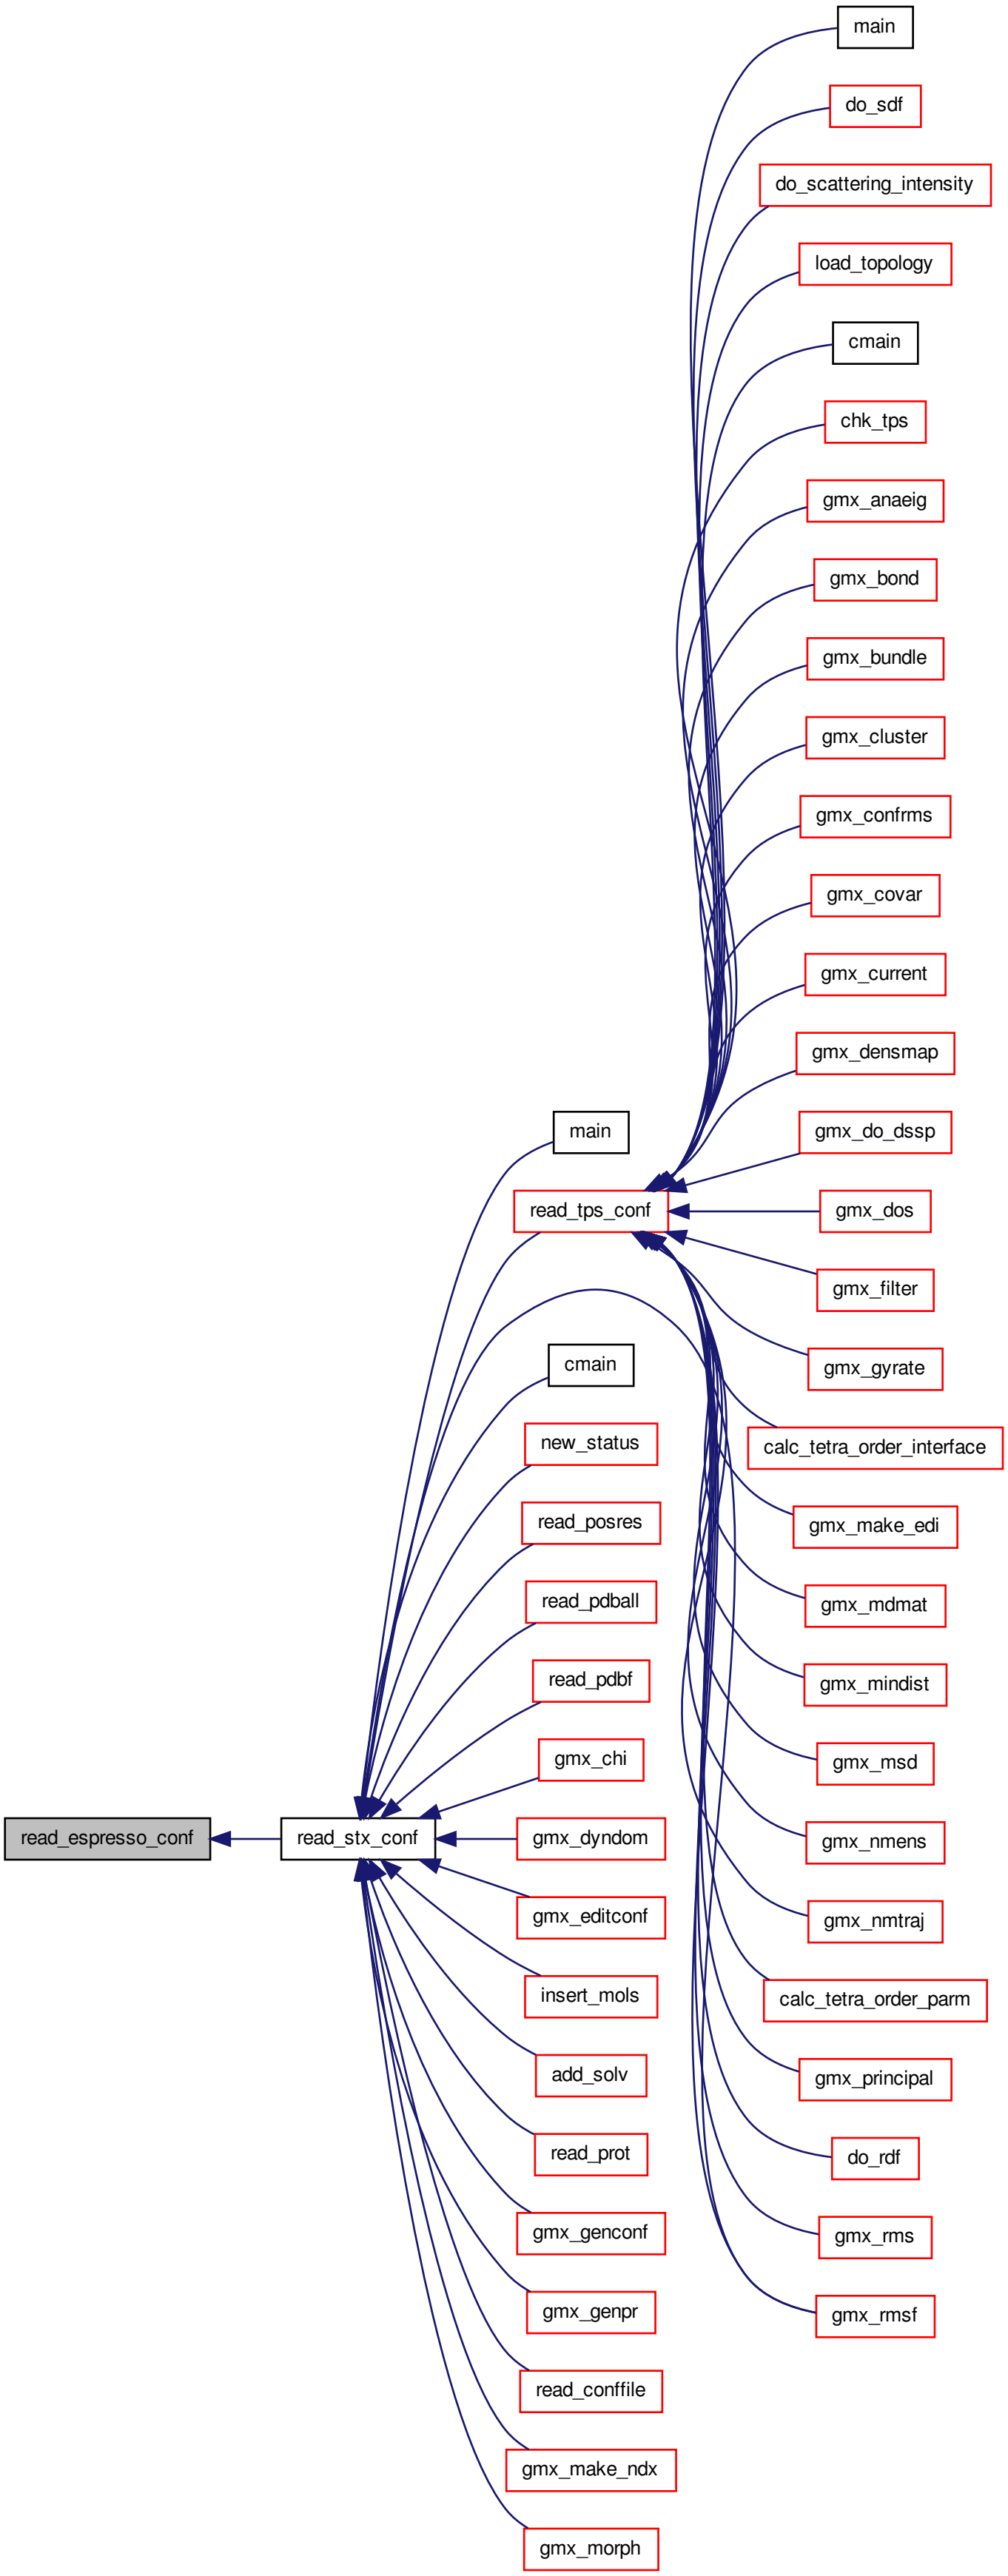 main
do_sdf
do_scattering_intensity
load_topology
cmain
chk_tps
gmx_anaeig
gmx_bond
gmx_bundle
gmx_cluster
gmx_confrms
gmx_covar
gmx_current
gmx_densmap
main
gmx_do_dssp
read_tps_conf
gmx_dos
gmx_filter
cmain
gmx_gyrate
new_status
calc_tetra_order_interface
read_posres
gmx_make_edi
read_pdball
gmx_mdmat
read_pdbf
gmx_mindist
gmx_chi
gmx_msd
read_espresso_conf
read_stx_conf
gmx_dyndom
gmx_nmens
gmx_editconf
gmx_nmtraj
insert_mols
calc_tetra_order_parm
add_solv
gmx_principal
read_prot
do_rdf
gmx_genconf
gmx_rms
gmx_genpr
gmx_rmsf
read_conffile
gmx_make_ndx
gmx_morph